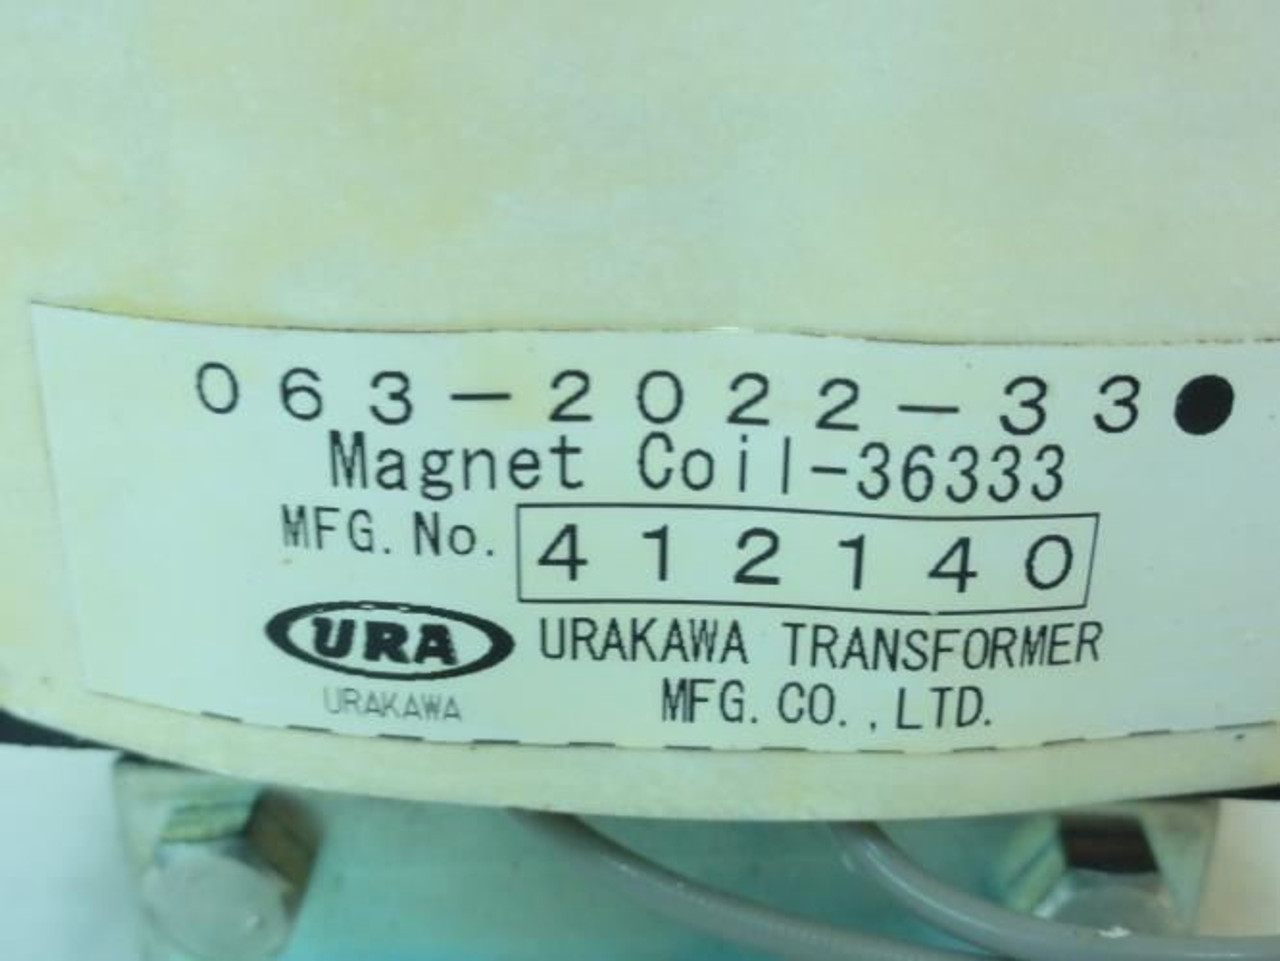 063-2022-33●
Magnet Coil-36333
MFG. No. 412140
URA
URAKAWA
URAKAWA TRANSFORMER
MFG. CO., LTD.